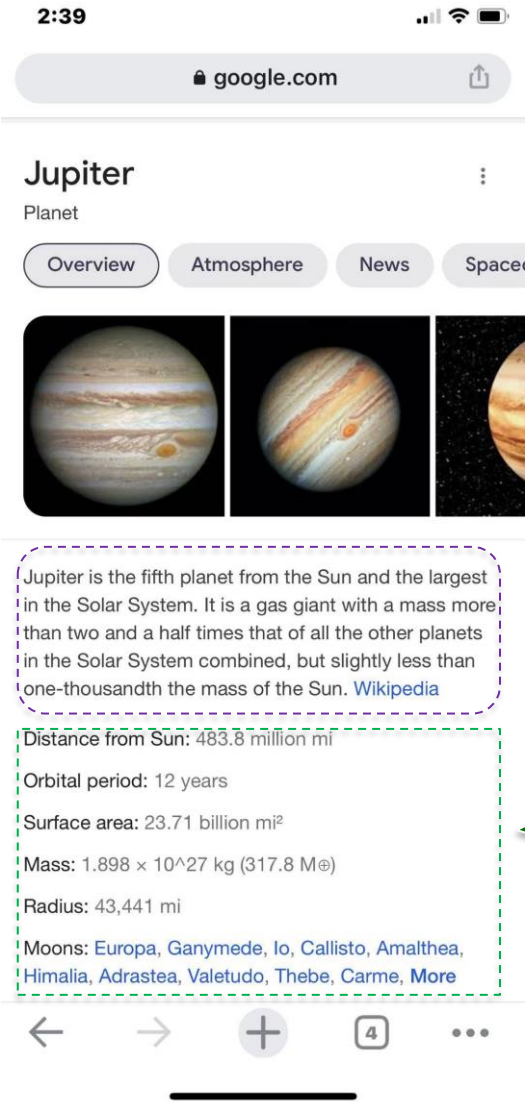 2:39
google.com
Jupiter
Planet
Overview
Atmosphere
News
Space
Jupiter is the fifth planet from the Sun and the largest
in the Solar System. It is a gas giant with a mass more
than two and a half times that of all the other planets
in the Solar System combined, but slightly less than
one-thousandth the mass of the Sun. Wikipedia
Distance from Sun: 483.8 million mi
Orbital period: 12 years
Surface area: 23.71 billion mi²
Mass: 1.898 × 10^27 kg (317.8 M⊕)
Radius: 43,441 mi
Moons: Europa, Ganymede, Io, Callisto, Amalthea,
Himalia, Adrastea, Valetudo, Thebe, Carme, More
4